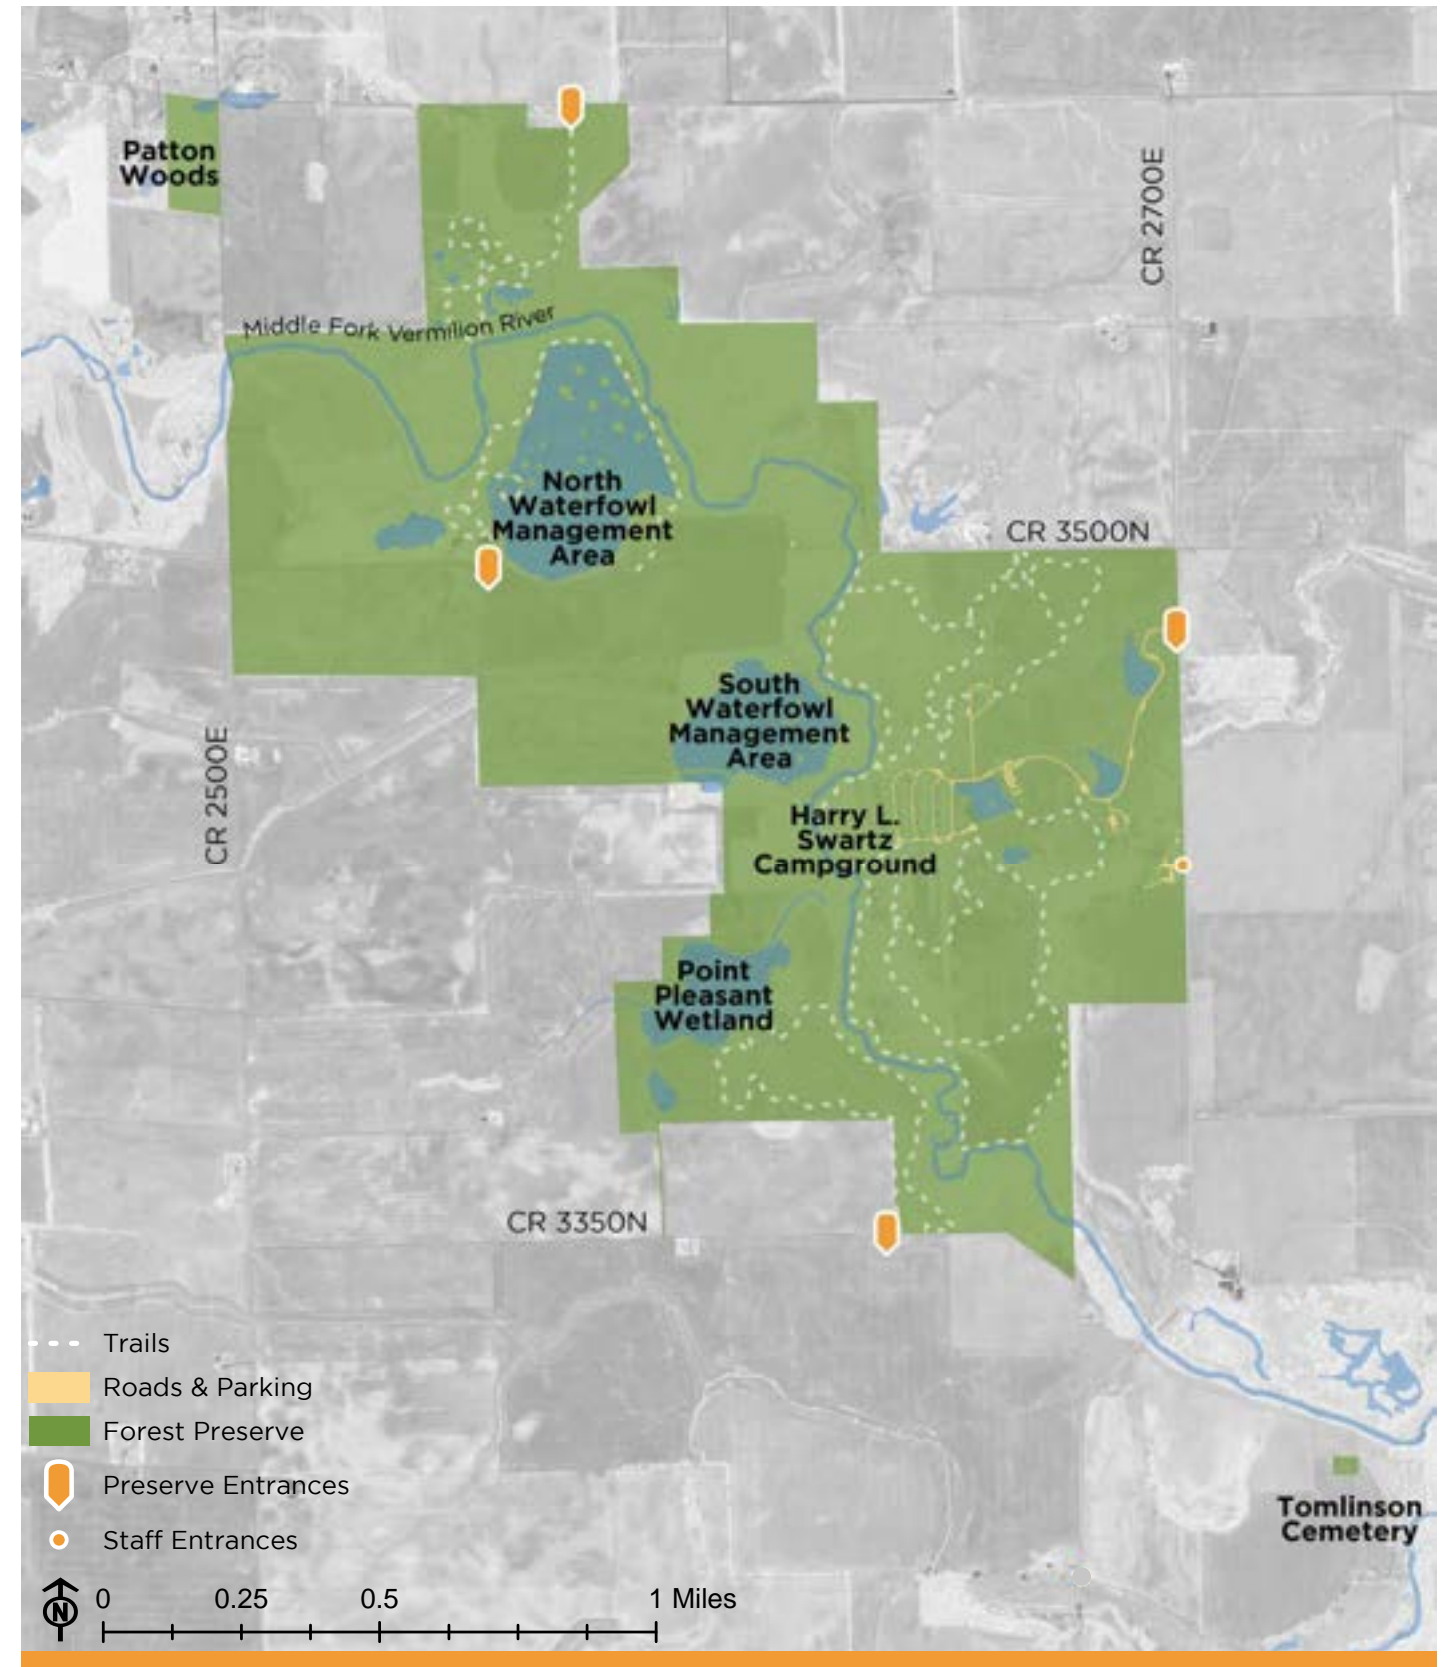 Patton
Woods
CR 2700E
Middle Fork Vermilion River
North
Waterfowl
Management
Area
CR 3500N
South
Waterfowl
Management
Area
CR 2500E
Harry L.
Swartz
Campground
Point
Pleasant
Wetland
CR 3350N
Trails
Roads & Parking
Forest Preserve
Preserve Entrances
Staff Entrances
Tomlinson
Cemetery
N
0 0.25 0.5 1 Miles